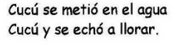 Cucú se metió en el agua
Cucú y se echó a llorar.